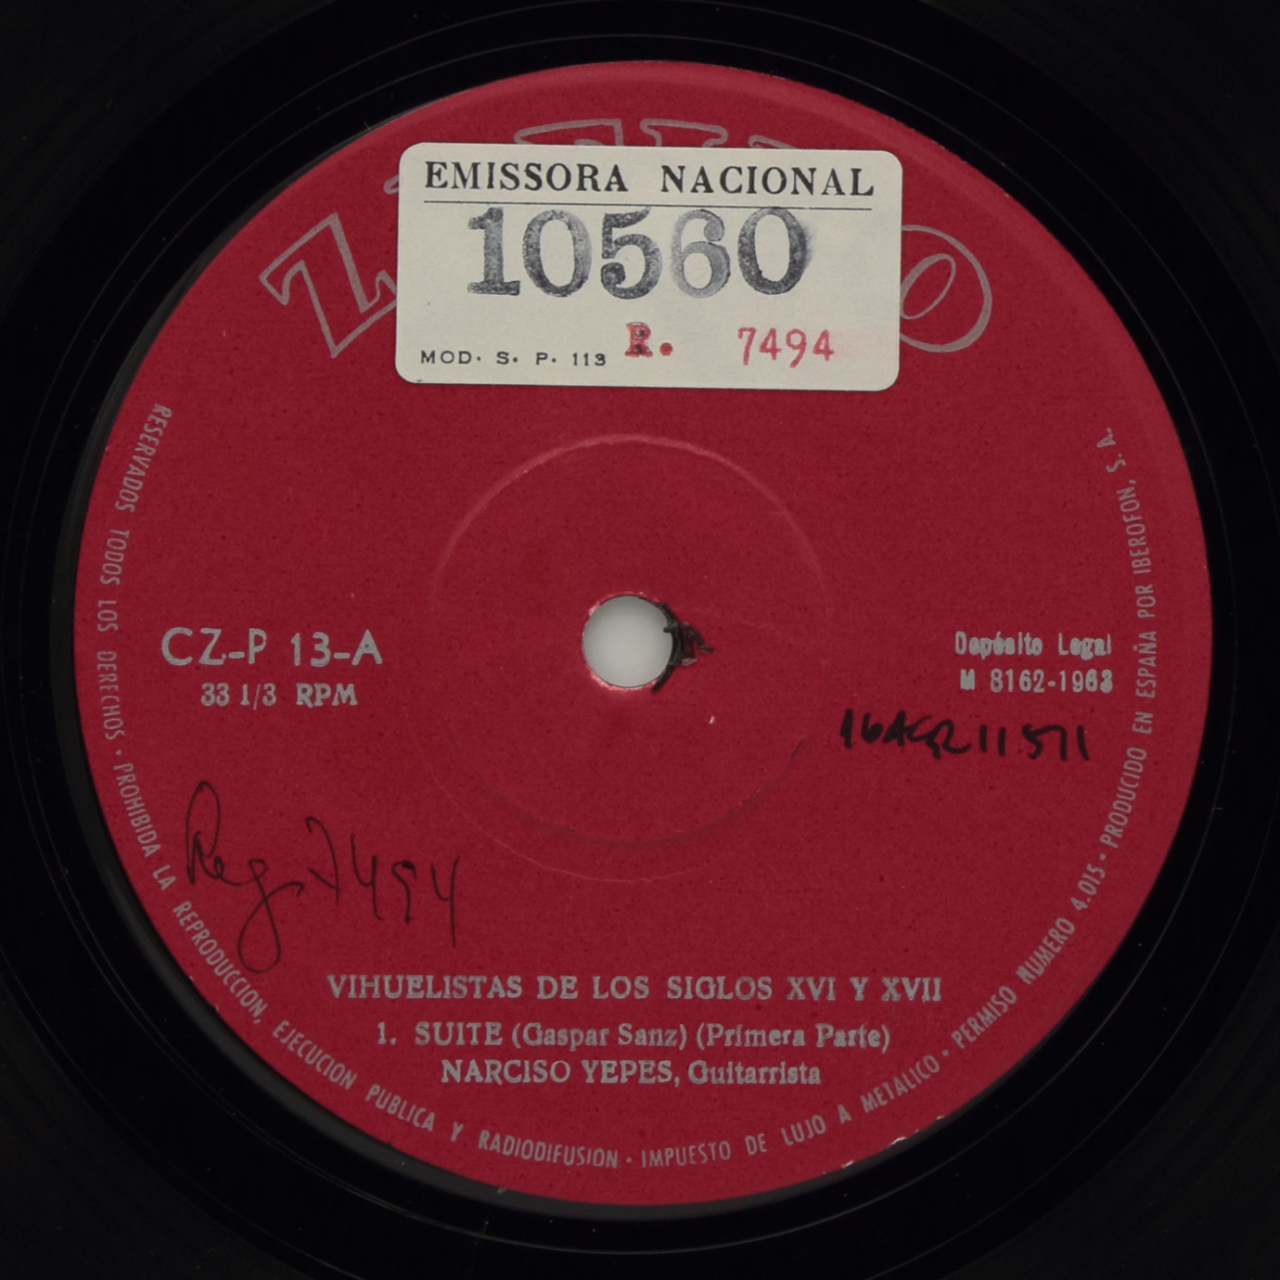 EMISSORA NACIONAL
10560
MOD. S. P. 113 R. 7494
RESERVADOS TODOS LOS DERECHOS · PROHIBIDA LA REPRODUCCION, EJECUCION PUBLICA Y RADIODIFUSION · IMPUESTO DE LUJO A METALICO · PERMISO NUMERO 4.015 · PRODUCIDO EN ESPAÑA POR IBEROFON, S. A.
CZ-P 13-A
33 1/3 RPM
Depósito Legal
M 8162-1963
Reg. 7494
VIHUELISTAS DE LOS SIGLOS XVI Y XVII
1. SUITE (Gaspar Sanz) (Primera Parte)
NARCISO YEPES, Guitarrista